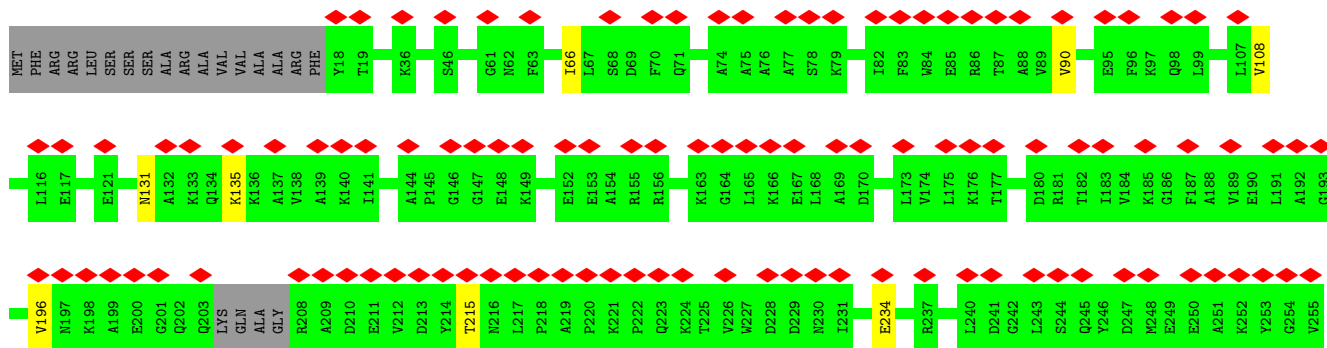 MET PHE ARG ARG LEU SER SER SER ALA ARG ALA VAL VAL ALA ALA ARG PHE Y18 T19 K36 S46 G61 N62 F63 I66 L67 S68 D69 F70 Q71 A74 A75 A76 A77 S78 K79 I82 F83 W84 E85 R86 T87 A88 V89 V90 E95 F96 K97 Q98 L99 L107 V108
L116 E117 E121 N131 A132 K133 Q134 K135 K136 A137 V138 A139 K140 I141 A144 P145 G146 G147 E148 K149 E152 E153 A154 R155 R156 K163 G164 L165 K166 E167 L168 A169 D170 L173 V174 L175 K176 T177 D180 R181 T182 I183 V184 K185 G186 F187 A188 V189 E190 L191 A192 G193
V196 N197 K198 A199 E200 G201 Q202 Q203 LYS GLN ALA GLY R208 A209 D210 E211 V212 D213 Y214 T215 N216 L217 P218 A219 P220 K221 P222 Q223 K224 T225 V226 W227 D228 D229 N230 I231 E234 R237 L240 D241 G242 L243 S244 Q245 Y246 D247 M248 E249 E250 A251 K252 Y253 G254 V255